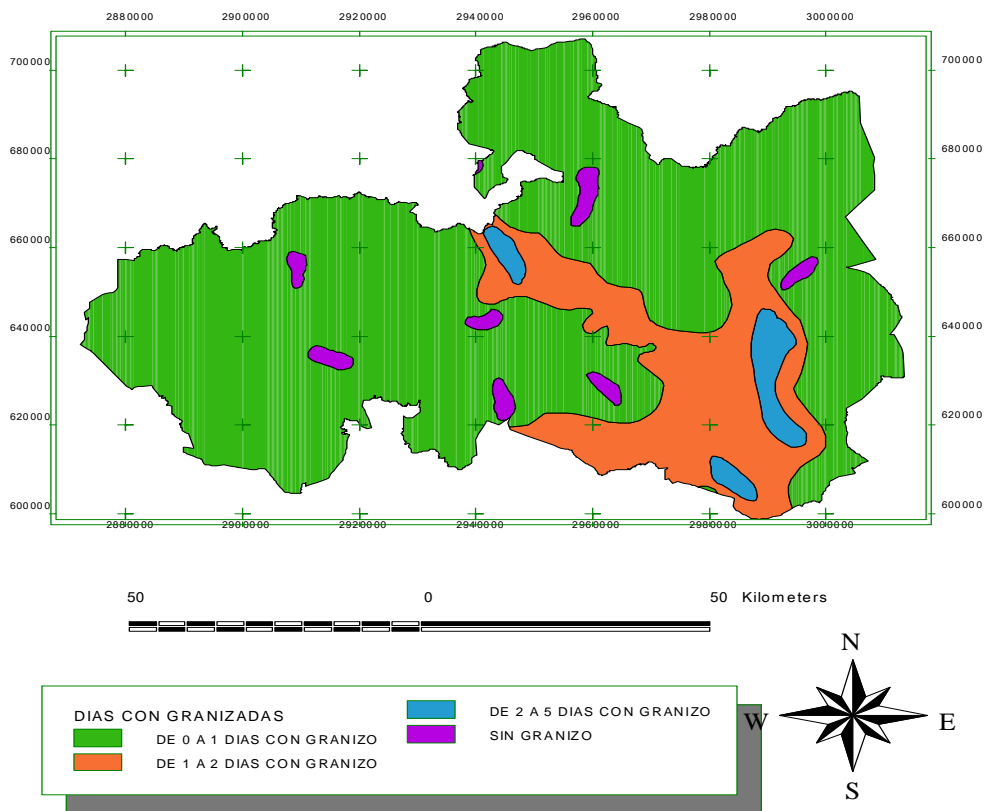 2880000 2900000 2920000 2940000 2960000 2980000 3000000
700000 700000
680000 680000
660000 660000
640000 640000
620000 620000
600000 600000
2880000 2900000 2920000 2940000 2960000 2980000 3000000
50 0 50 Kilometers
N
W E
S
DIAS CON GRANIZADAS
DE 0 A 1 DIAS CON GRANIZO
DE 1 A 2 DIAS CON GRANIZO
DE 2 A 5 DIAS CON GRANIZO
SIN GRANIZO